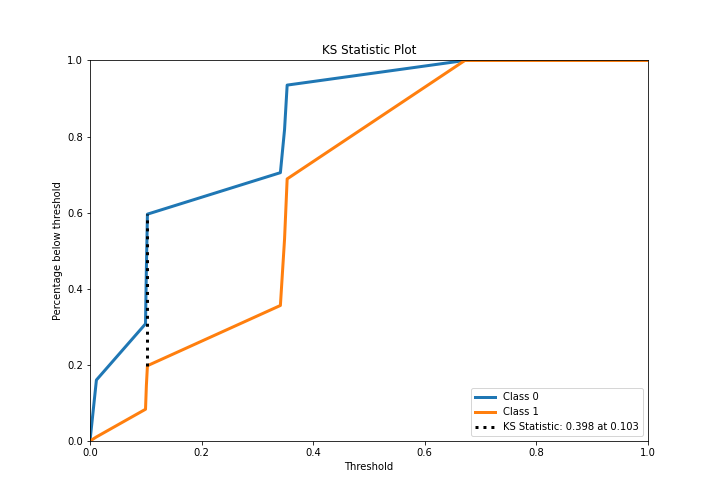 KS Statistic Plot
1.0
0.8
0.6
0.4
0.2
0.0
Percentage below threshold
0.0 0.2 0.4 0.6 0.8 1.0
Threshold
Class 0
Class 1
KS Statistic: 0.398 at 0.103